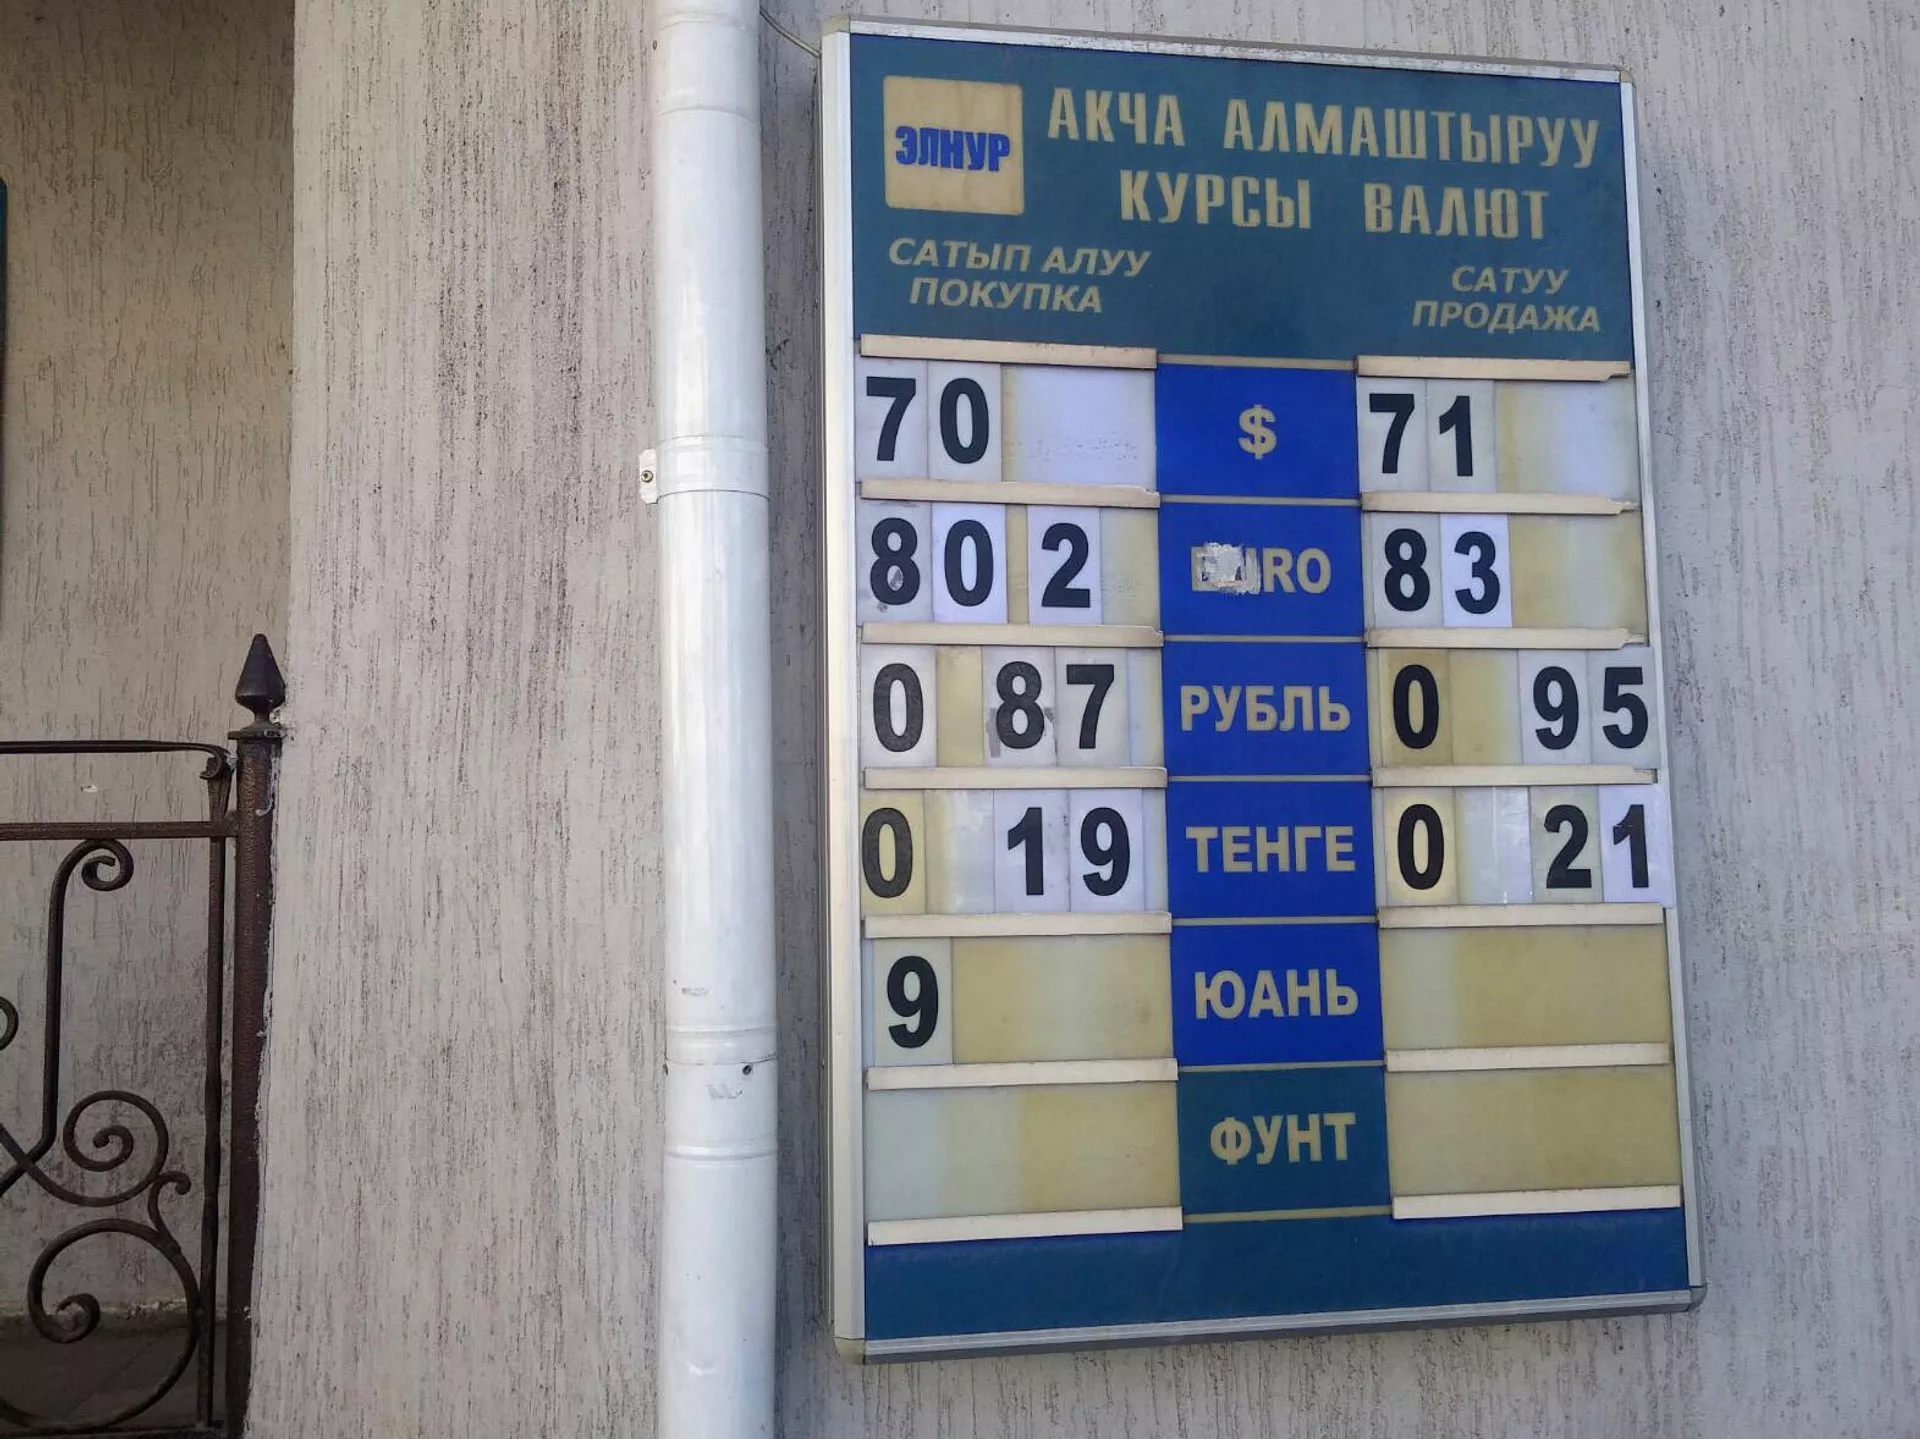 ЭЛНУР
АКЧА АЛМАШТЫРУУ
КУРСЫ ВАЛЮТ
САТЫП АЛУУ САТУУ
ПОКУПКА ПРОДАЖА
70 $ 71
80 2 83
0 87 РУБЛЬ 0 95
0 19 ТЕНГЕ 0 21
9 ЮАНЬ
ФУНТ